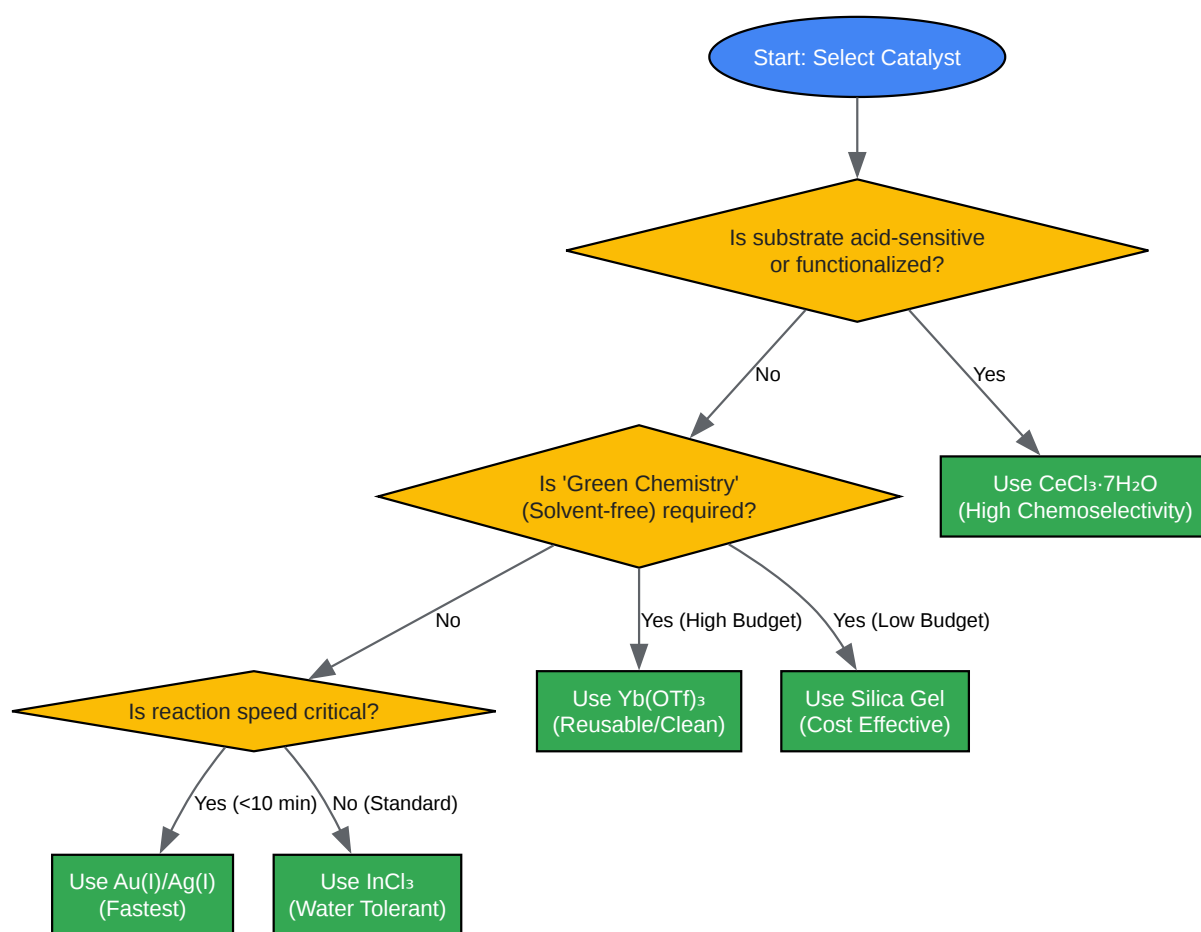 Start: Select Catalyst
Is substrate acid-sensitive
or functionalized?
No
Yes
Is 'Green Chemistry'
(Solvent-free) required?
Use CeCl₃·7H₂O
(High Chemoselectivity)
No
Yes (High Budget)
Yes (Low Budget)
Is reaction speed critical?
Use Yb(OTf)₃
(Reusable/Clean)
Use Silica Gel
(Cost Effective)
Yes (<10 min)
No (Standard)
Use Au(I)/Ag(I)
(Fastest)
Use InCl₃
(Water Tolerant)